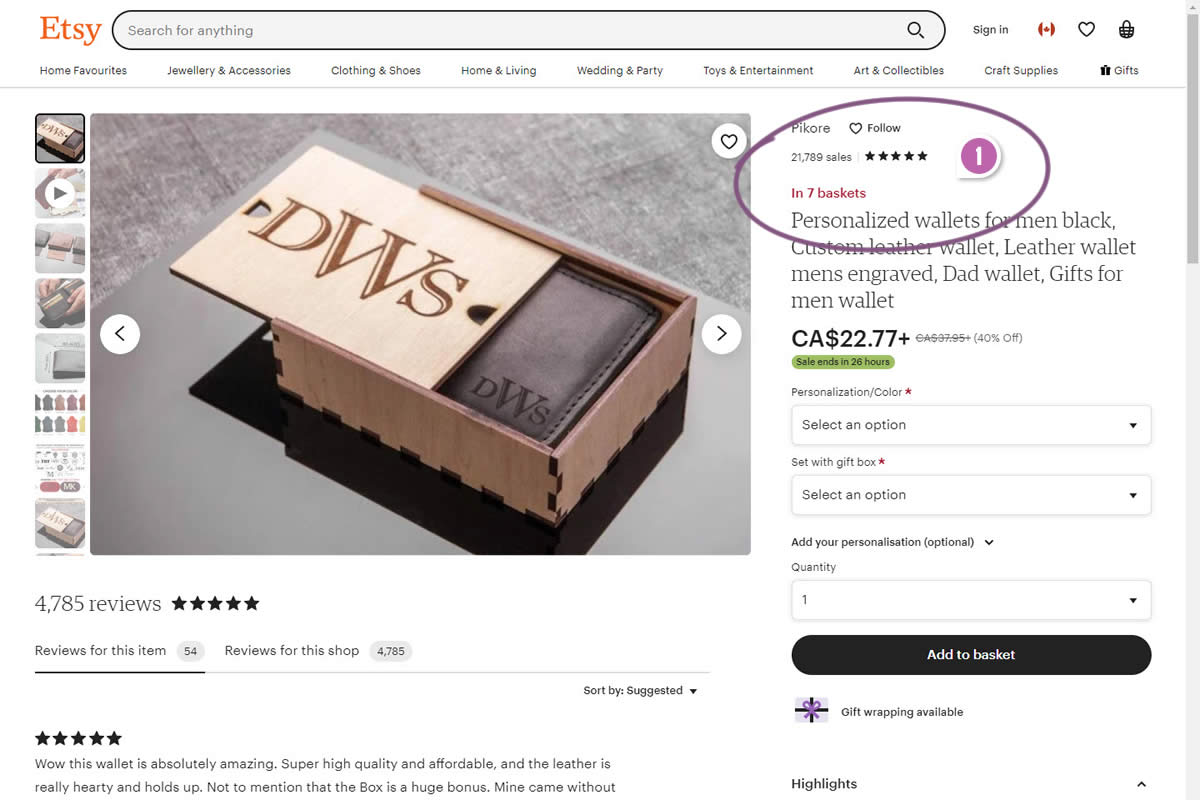 Etsy
Search for anything
Sign in
Home Favourites
Jewellery & Accessories
Clothing & Shoes
Home & Living
Wedding & Party
Toys & Entertainment
Art & Collectibles
Craft Supplies
Gifts
DWS
DWS
Pikore
Follow
21,789 sales
1
In 7 baskets
Personalized wallets for men black,
Custom leather wallet, Leather wallet
mens engraved, Dad wallet, Gifts for
men wallet
CA$22.77+ CA$37.95+ (40% Off)
Sale ends in 26 hours
Personalization/Color *
Select an option
Set with gift box *
Select an option
Add your personalisation (optional)
Quantity
1
Add to basket
Gift wrapping available
Highlights
4,785 reviews
Reviews for this item 54
Reviews for this shop 4,785
Sort by: Suggested
Wow this wallet is absolutely amazing. Super high quality and affordable, and the leather is
really hearty and holds up. Not to mention that the Box is a huge bonus. Mine came without